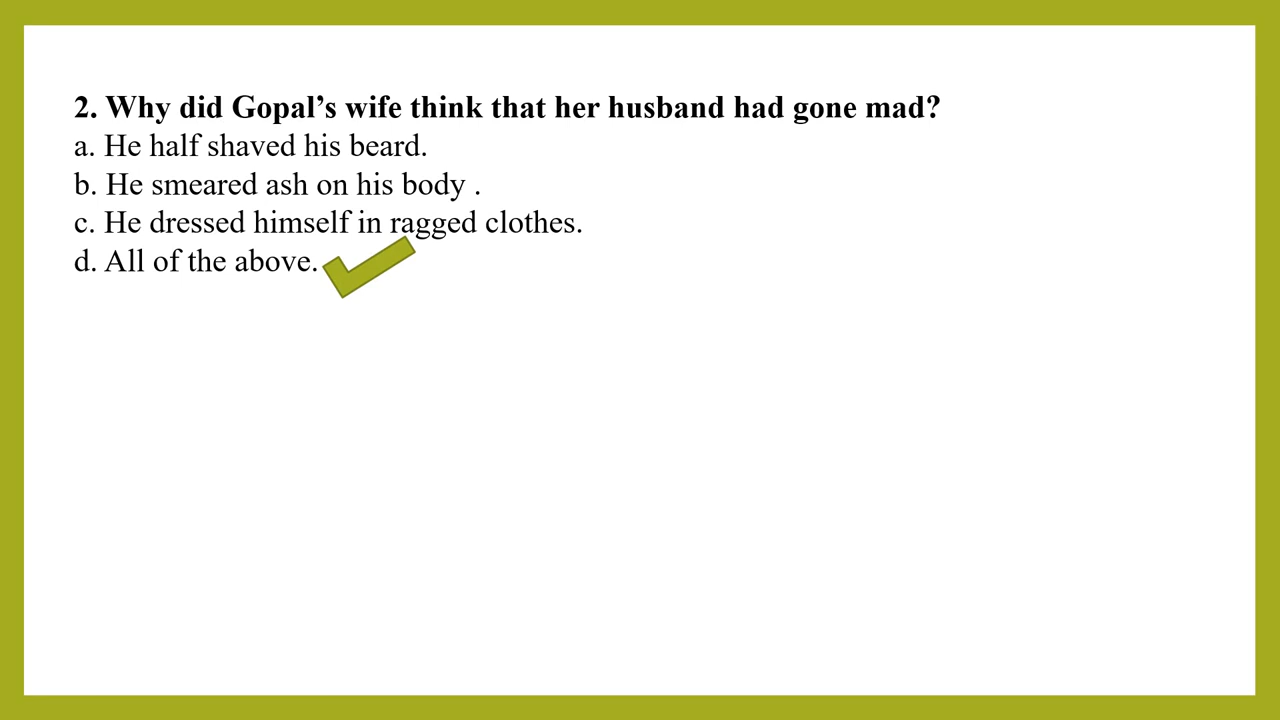 2. Why did Gopal’s wife think that her husband had gone mad?
a. He half shaved his beard.
b. He smeared ash on his body .
c. He dressed himself in ragged clothes.
d. All of the above.